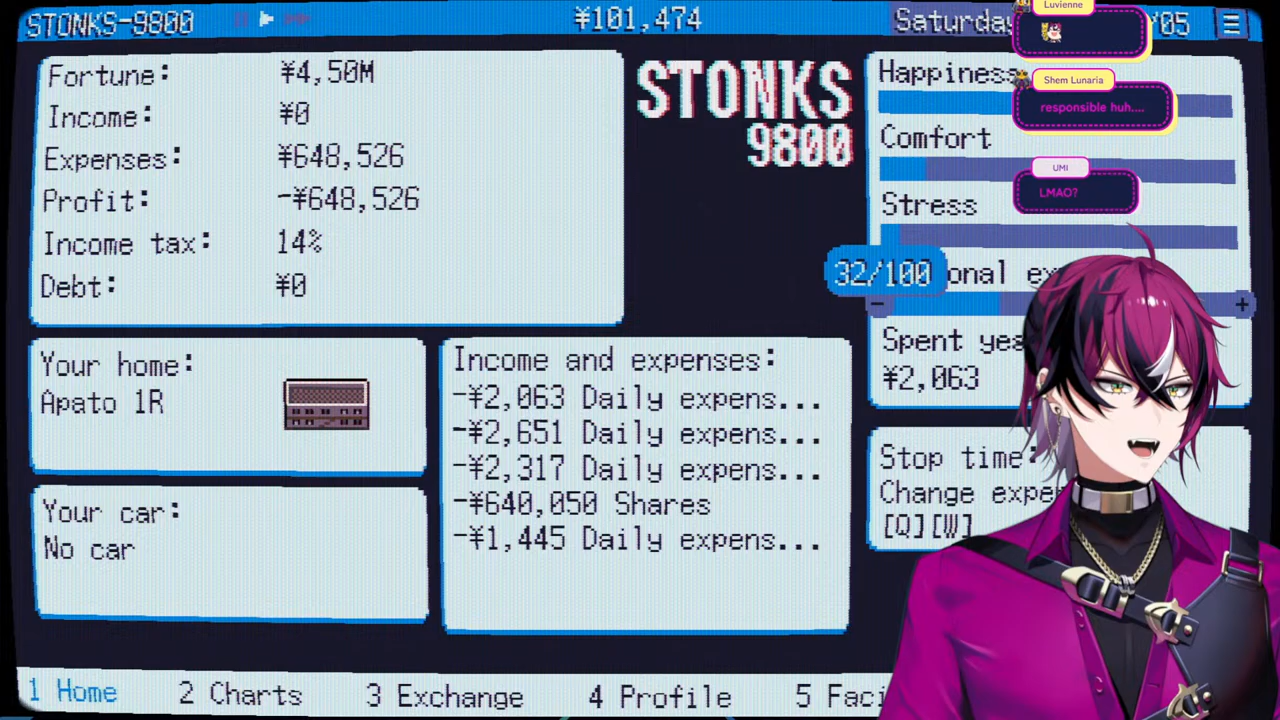 STONKS-9800
¥101,474
Saturday
'05
Fortune: ¥4,50M
Income: ¥0
Expenses: ¥648,526
Profit: -¥648,526
Income tax: 14%
Debt: ¥0
STONKS
9800
Happiness
Comfort
Stress
32/100
onal ex
- +
Spent yea
¥2,063
Luvienne
Shem Lunaria
responsible huh....
UMI
LMAO?
Your home:
Apato 1R
Your car:
No car
Income and expenses:
-¥2,063 Daily expens...
-¥2,651 Daily expens...
-¥2,317 Daily expens...
-¥640,050 Shares
-¥1,445 Daily expens...
Stop time:
Change expe
[Q][W]
1 Home
2 Charts
3 Exchange
4 Profile
5 Faci